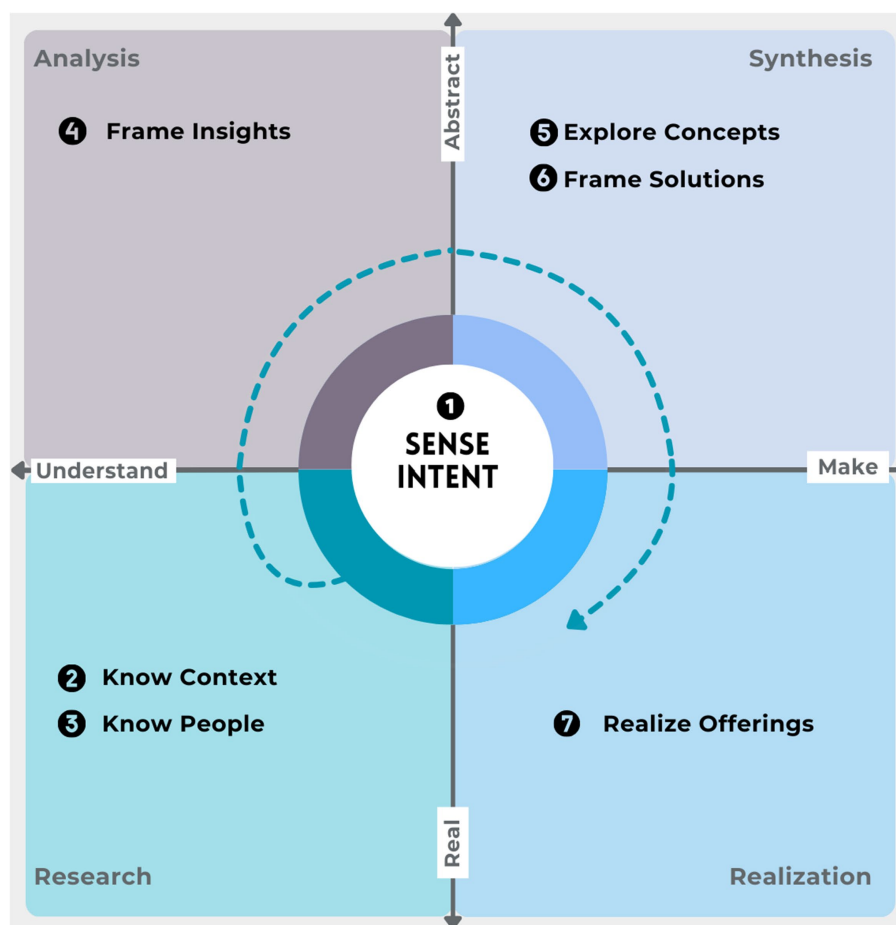 Analysis
Synthesis
Abstract
4 Frame Insights
5 Explore Concepts
6 Frame Solutions
1
SENSE
INTENT
Understand
Make
2 Know Context
3 Know People
7 Realize Offerings
Real
Research
Realization